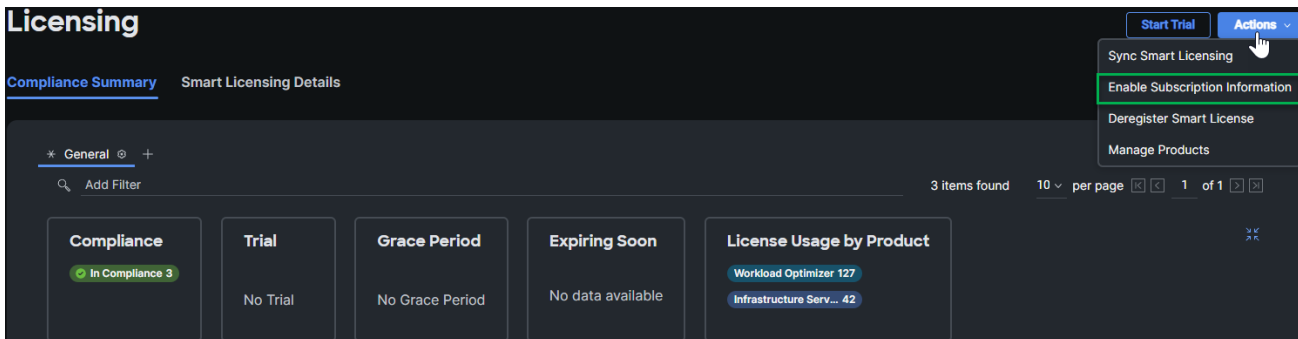 Licensing
Start Trial
Actions
Sync Smart Licensing
Enable Subscription Information
Deregister Smart License
Manage Products
Compliance Summary
Smart Licensing Details
General
Add Filter
3 items found
10 per page
1 of 1
Compliance
In Compliance 3
Trial
No Trial
Grace Period
No Grace Period
Expiring Soon
No data available
License Usage by Product
Workload Optimizer 127
Infrastructure Serv... 42